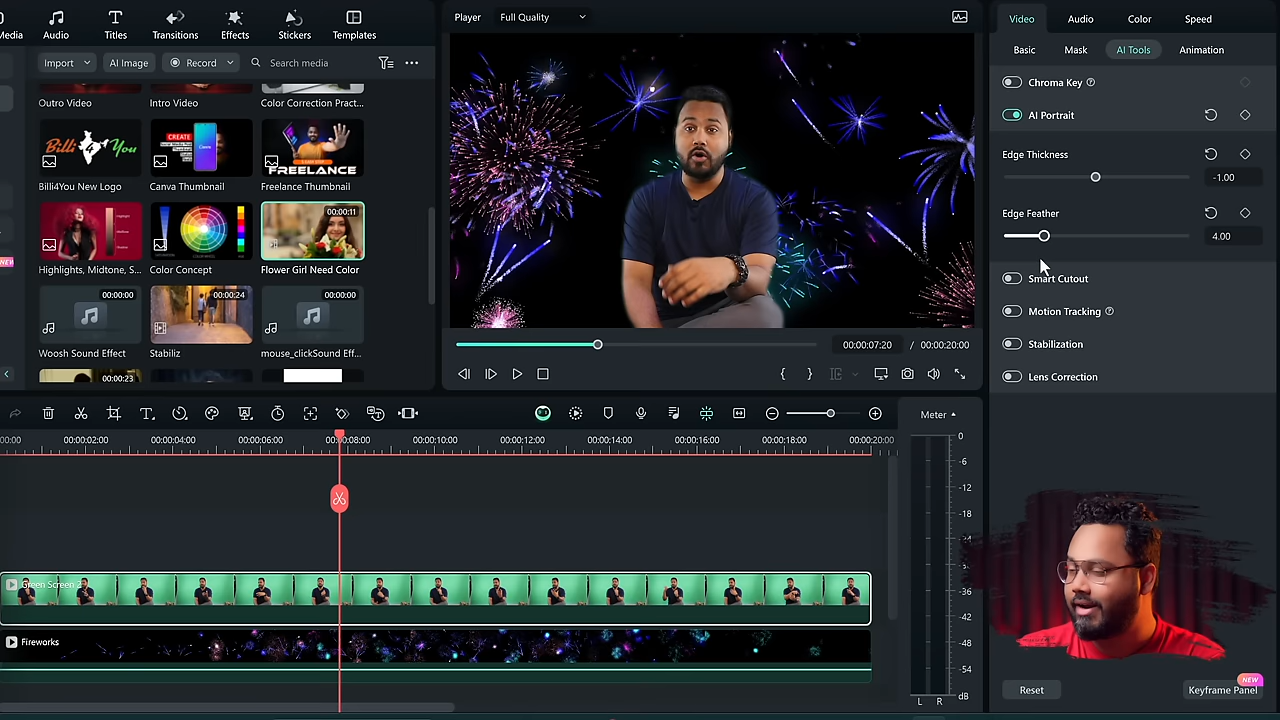 Media
Audio
Titles
Transitions
Effects
Stickers
Templates
Import
AI Image
Record
Search media
Outro Video
Intro Video
Color Correction Pract...
Billi You
Billi4You New Logo
CREATE
Canva Thumbnail
FREELANCE
Freelance Thumbnail
Highlights, Midtone, S...
Color Concept
00:00:11
Flower Girl Need Color
00:00:00
Woosh Sound Effect
00:00:24
Stabiliz
00:00:00
mouse_clickSound Eff...
00:00:23
NEW
Player
Full Quality
00:00:07:20 / 00:00:20:00
Video
Audio
Color
Speed
Basic
Mask
AI Tools
Animation
Chroma Key
AI Portrait
Edge Thickness
-1.00
Edge Feather
4.00
Smart Cutout
Motion Tracking
Stabilization
Lens Correction
Reset
NEW
Keyframe Panel
00:00
00:00:02:00
00:00:04:00
00:00:06:00
00:00:08:00
00:00:10:00
00:00:12:00
00:00:14:00
00:00:16:00
00:00:18:00
00:00:20:00
Green Screen 2
Fireworks
Meter
0
-6
-12
-18
-24
-30
-36
-42
-48
-54
dB
L R